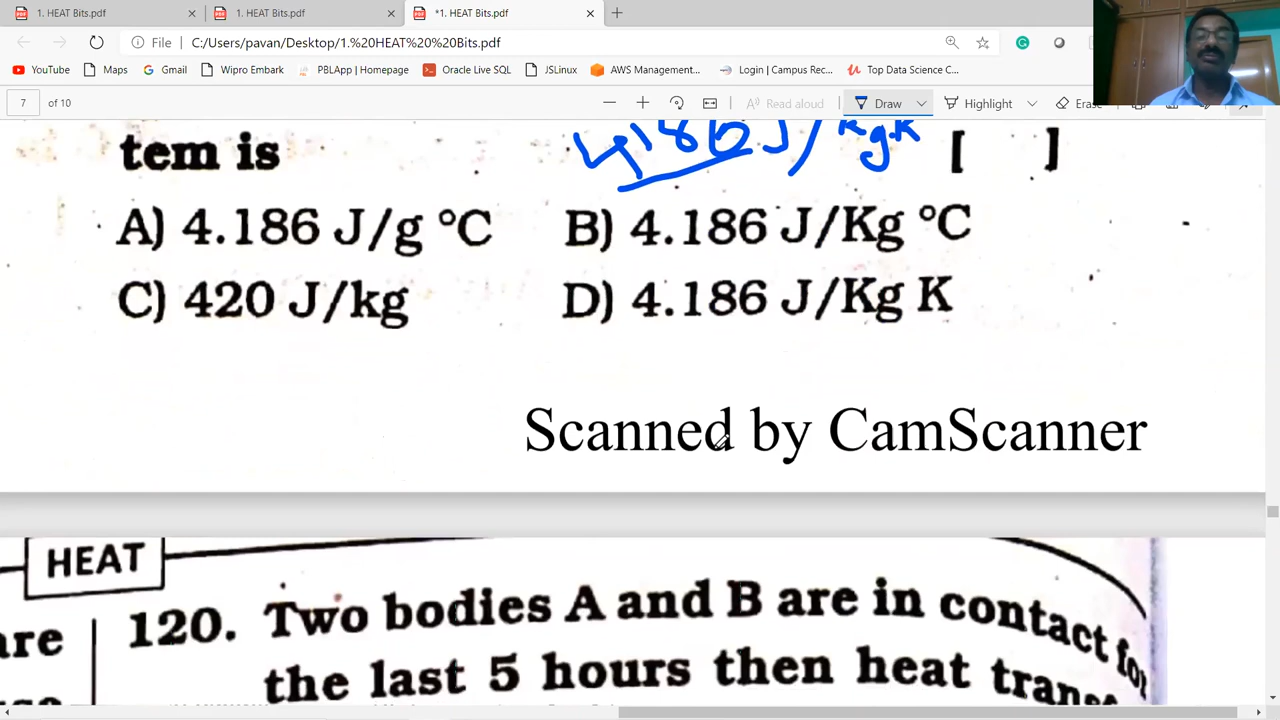 1. HEAT Bits.pdf
1. HEAT Bits.pdf
*1. HEAT Bits.pdf
File
C:/Users/pavan/Desktop/1.%20HEAT%20%20Bits.pdf
YouTube
Maps
Gmail
Wipro Embark
PBLApp | Homepage
Oracle Live SQL
JSLinux
AWS Management...
Login | Campus Rec...
Top Data Science C...
7 of 10
Read aloud
Draw
Highlight
Erase
4186 J/kg.K
tem is [ ]
A) 4.186 J/g °C B) 4.186 J/Kg °C
C) 420 J/kg D) 4.186 J/Kg K
Scanned by CamScanner
HEAT
are
120. Two bodies A and B are in contact for
the last 5 hours then heat